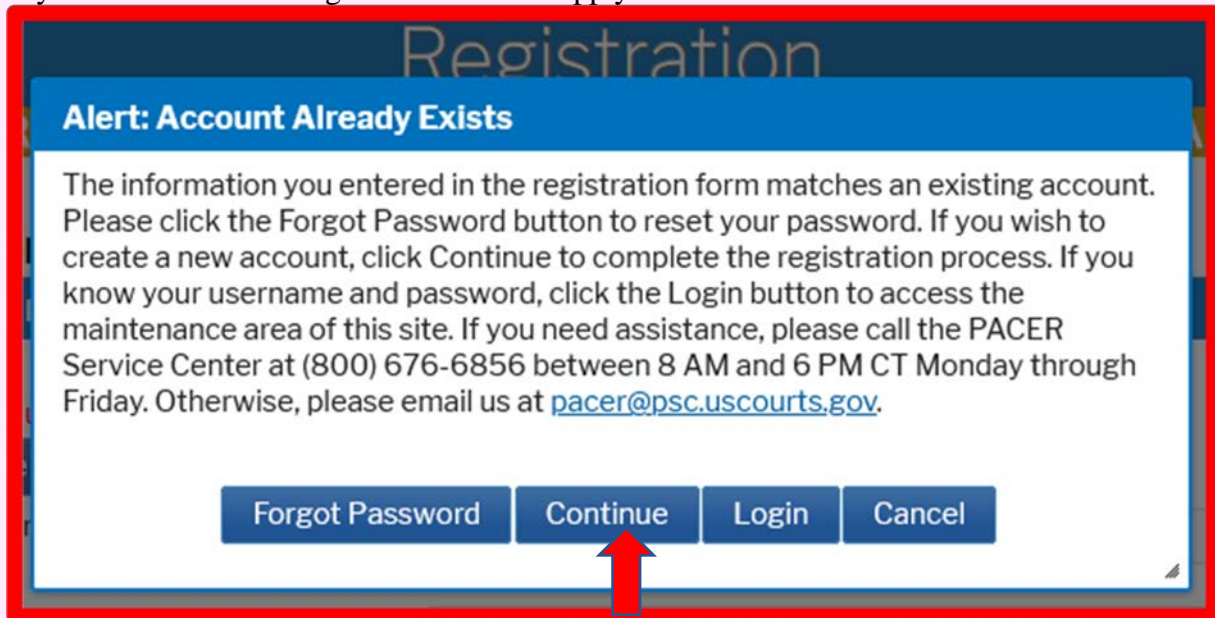 Registration
Alert: Account Already Exists
The information you entered in the registration form matches an existing account.
Please click the Forgot Password button to reset your password. If you wish to
create a new account, click Continue to complete the registration process. If you
know your username and password, click the Login button to access the
maintenance area of this site. If you need assistance, please call the PACER
Service Center at (800) 676-6856 between 8 AM and 6 PM CT Monday through
Friday. Otherwise, please email us at pacer@psc.uscourts.gov.
Forgot Password Continue Login Cancel